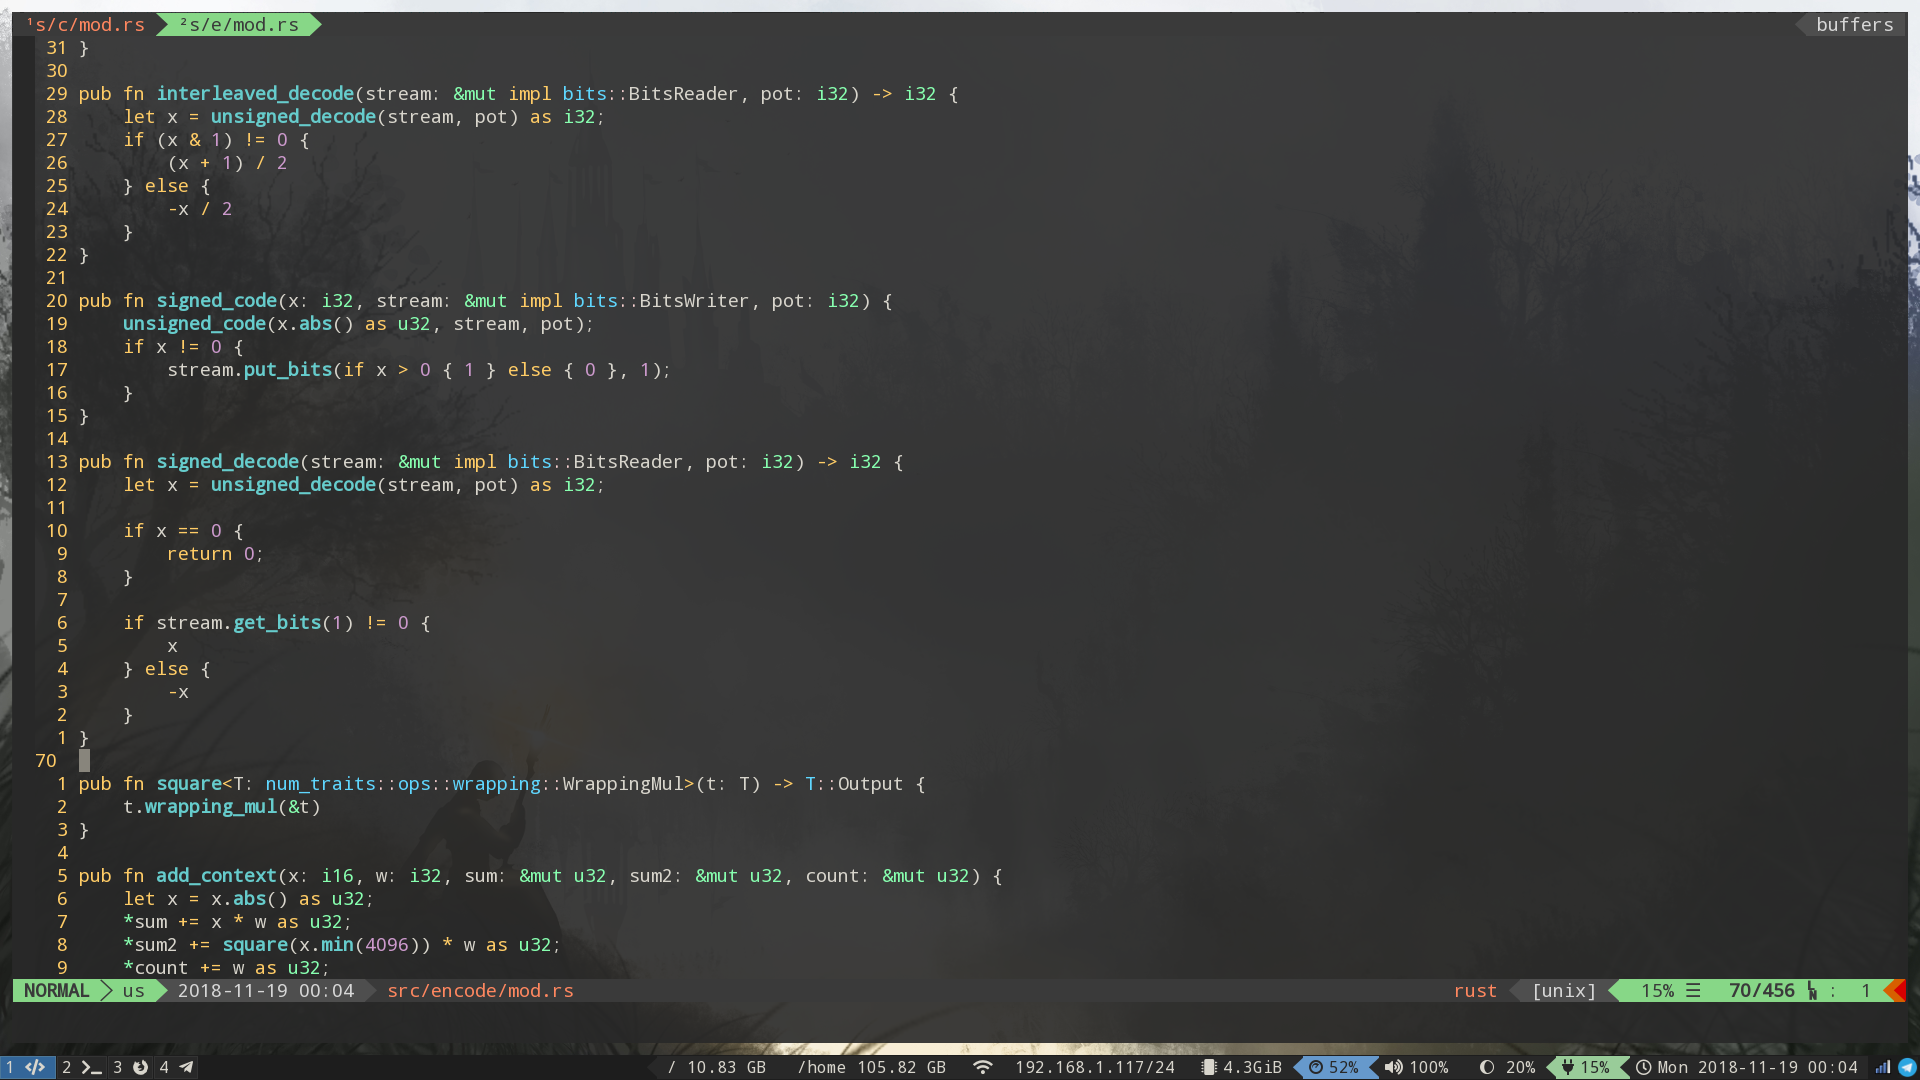 ¹s/c/mod.rs ²s/e/mod.rs buffers
31 }
30
29 pub fn interleaved_decode(stream: &mut impl bits::BitsReader, pot: i32) -> i32 {
28     let x = unsigned_decode(stream, pot) as i32;
27     if (x & 1) != 0 {
26         (x + 1) / 2
25     } else {
24         -x / 2
23     }
22 }
21
20 pub fn signed_code(x: i32, stream: &mut impl bits::BitsWriter, pot: i32) {
19     unsigned_code(x.abs() as u32, stream, pot);
18     if x != 0 {
17         stream.put_bits(if x > 0 { 1 } else { 0 }, 1);
16     }
15 }
14
13 pub fn signed_decode(stream: &mut impl bits::BitsReader, pot: i32) -> i32 {
12     let x = unsigned_decode(stream, pot) as i32;
11
10     if x == 0 {
9         return 0;
8     }
7
6     if stream.get_bits(1) != 0 {
5         x
4     } else {
3         -x
2     }
1 }
70
1 pub fn square<T: num_traits::ops::wrapping::WrappingMul>(t: T) -> T::Output {
2     t.wrapping_mul(&t)
3 }
4
5 pub fn add_context(x: i16, w: i32, sum: &mut u32, sum2: &mut u32, count: &mut u32) {
6     let x = x.abs() as u32;
7     *sum += x * w as u32;
8     *sum2 += square(x.min(4096)) * w as u32;
9     *count += w as u32;
NORMAL us 2018-11-19 00:04 src/encode/mod.rs rust [unix] 15% ☰ 70/456 LN : 1
1 </> 2 3 4 / 10.83 GB /home 105.82 GB 192.168.1.117/24 4.3GiB 52% 100% 20% 15% Mon 2018-11-19 00:04